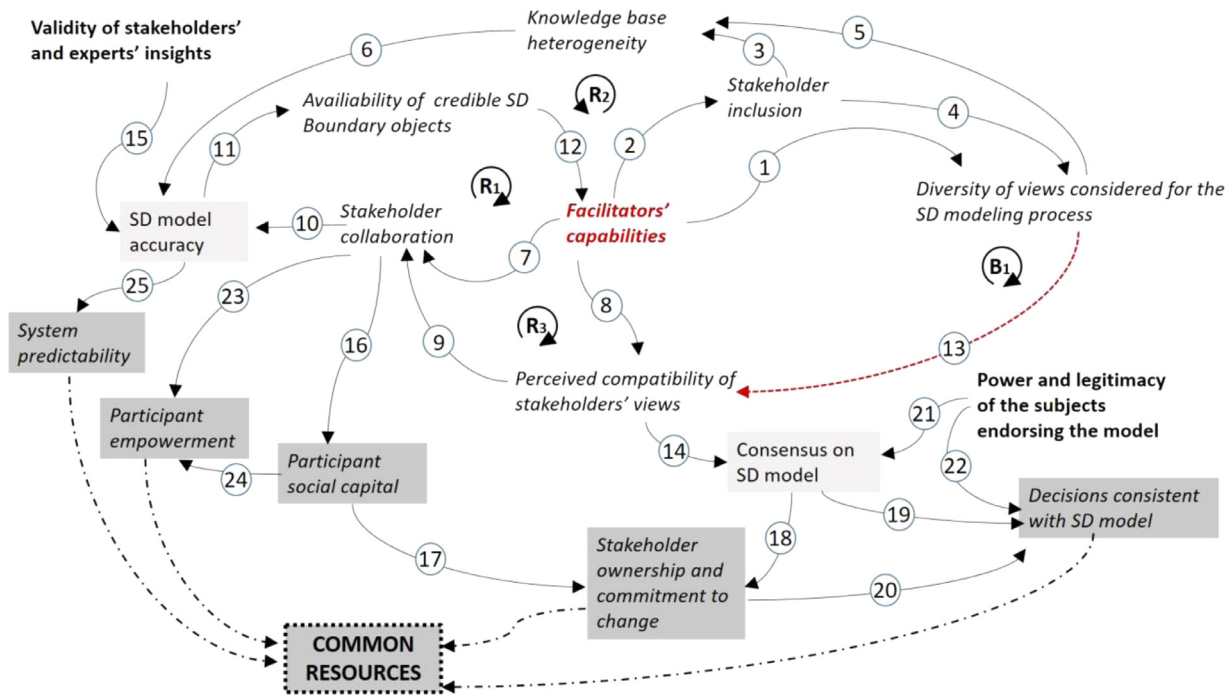 Knowledge base
heterogeneity
Validity of stakeholders'
and experts' insights
6
3
5
R2
Availiability of credible SD
Boundary objects
Stakeholder
inclusion
15
11
12
2
4
1
R1
Diversity of views considered for the
SD modeling process
SD model
accuracy
10
Stakeholder
collaboration
Facilitators'
capabilities
7
B1
25
23
8
System
predictability
16
9
R3
13
Perceived compatibility of
stakeholders' views
Power and legitimacy
of the subjects
endorsing the model
21
Participant
empowerment
24
Participant
social capital
14
Consensus on
SD model
22
Decisions consistent
with SD model
19
18
17
Stakeholder
ownership and
commitment to
change
20
COMMON
RESOURCES